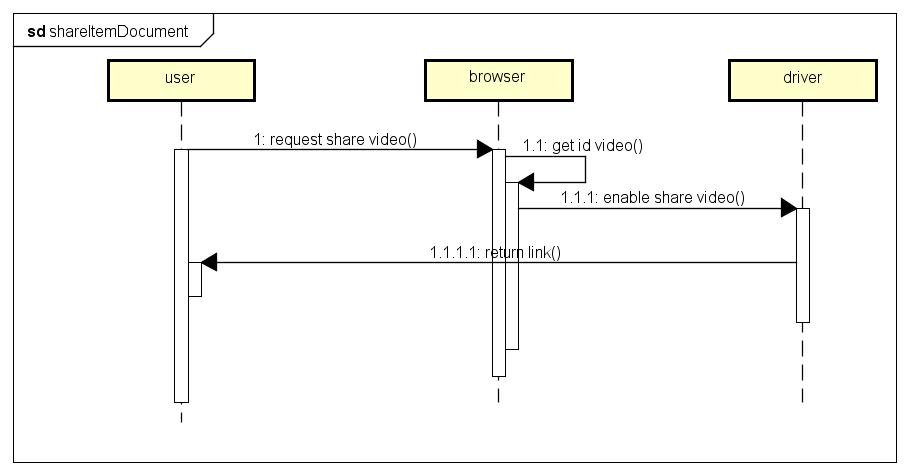 sd shareItemDocument
user
browser
driver
1: request share video()
1.1: get id video()
1.1.1: enable share video()
1.1.1.1: return link()